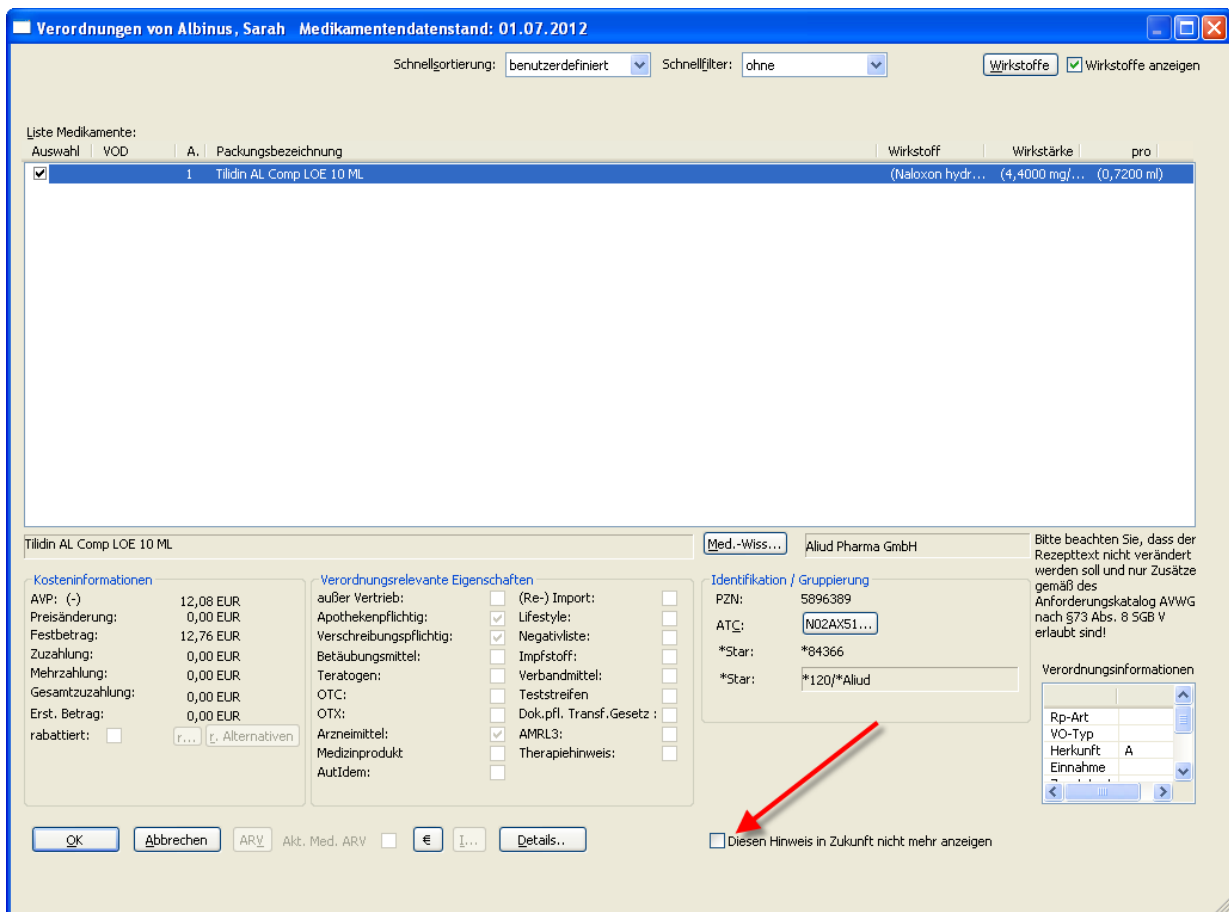 Verordnungen von Albinus, Sarah   Medikamentendatenstand: 01.07.2012
Schnellsortierung: benutzerdefiniert Schnellfilter: ohne Wirkstoffe Wirkstoffe anzeigen
Liste Medikamente:
Auswahl VOD A. Packungsbezeichnung Wirkstoff Wirkstärke pro
1 Tilidin AL Comp LOE 10 ML (Naloxon hydr... (4,4000 mg/... (0,7200 ml)
Tilidin AL Comp LOE 10 ML Med.-Wiss... Aliud Pharma GmbH
Bitte beachten Sie, dass der
Rezepttext nicht verändert
werden soll und nur Zusätze
gemäß des
Anforderungskatalog AVWG
nach §73 Abs. 8 SGB V
erlaubt sind!
Kosteninformationen
AVP: (-) 12,08 EUR
Preisänderung: 0,00 EUR
Festbetrag: 12,76 EUR
Zuzahlung: 0,00 EUR
Mehrzahlung: 0,00 EUR
Gesamtzuzahlung: 0,00 EUR
Erst. Betrag: 0,00 EUR
rabattiert: r... r. Alternativen
Verordnungsrelevante Eigenschaften
außer Vertrieb: (Re-) Import:
Apothekenpflichtig: Lifestyle:
Verschreibungspflichtig: Negativliste:
Betäubungsmittel: Impfstoff:
Teratogen: Verbandmittel:
OTC: Teststreifen
OTX: Dok.pfl. Transf.Gesetz :
Arzneimittel: AMRL3:
Medizinprodukt Therapiehinweis:
AutIdem:
Identifikation / Gruppierung
PZN: 5896389
ATC: N02AX51...
*Star: *84366
*Star: *120/*Aliud
Verordnungsinformationen
Rp-Art
VO-Typ
Herkunft A
Einnahme
OK Abbrechen ARV Akt. Med. ARV € I... Details.. Diesen Hinweis in Zukunft nicht mehr anzeigen